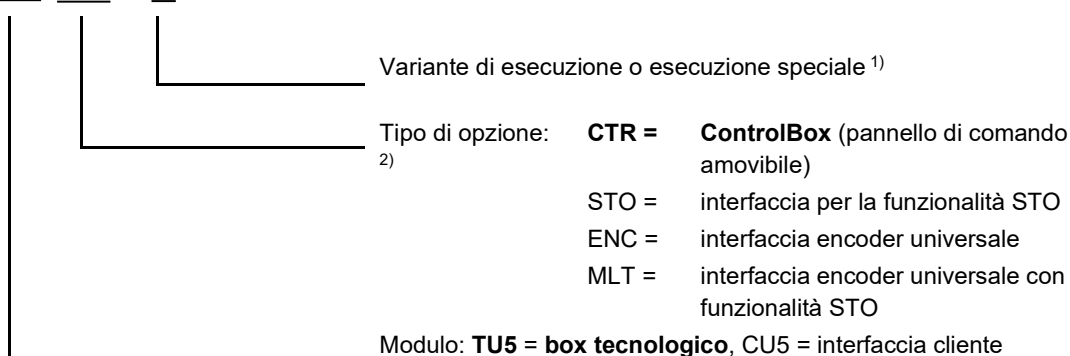 Variante di esecuzione o esecuzione speciale 1)
Tipo di opzione: CTR = ControlBox (pannello di comando
2) amovibile)
STO = interfaccia per la funzionalità STO
ENC = interfaccia encoder universale
MLT = interfaccia encoder universale con
funzionalità STO
Modulo: TU5 = box tecnologico, CU5 = interfaccia cliente